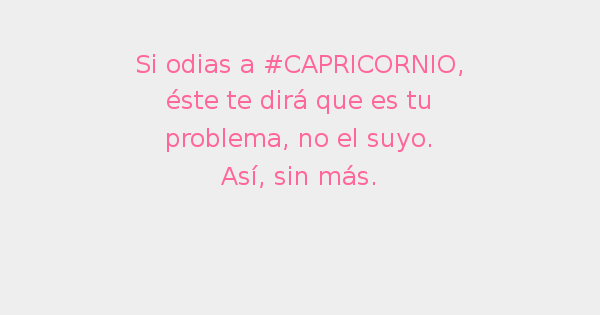 Si odias a #CAPRICORNIO,
éste te dirá que es tu
problema, no el suyo.
Así, sin más.